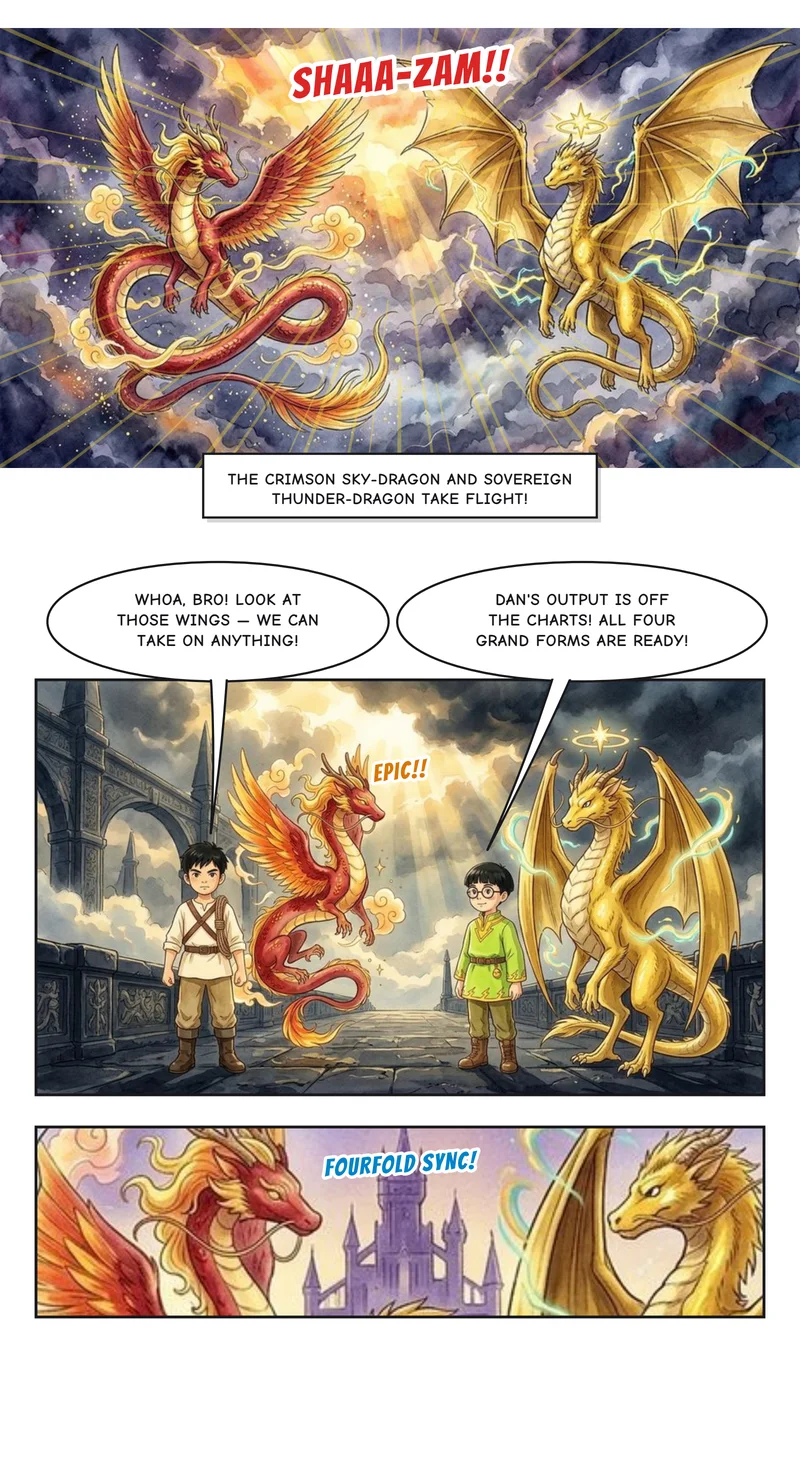 SHAAA-ZAM!!
THE CRIMSON SKY-DRAGON AND SOVEREIGN
THUNDER-DRAGON TAKE FLIGHT!
WHOA, BRO! LOOK AT
THOSE WINGS — WE CAN
TAKE ON ANYTHING!
DAN'S OUTPUT IS OFF
THE CHARTS! ALL FOUR
GRAND FORMS ARE READY!
EPIC!!
FOURFOLD SYNC!